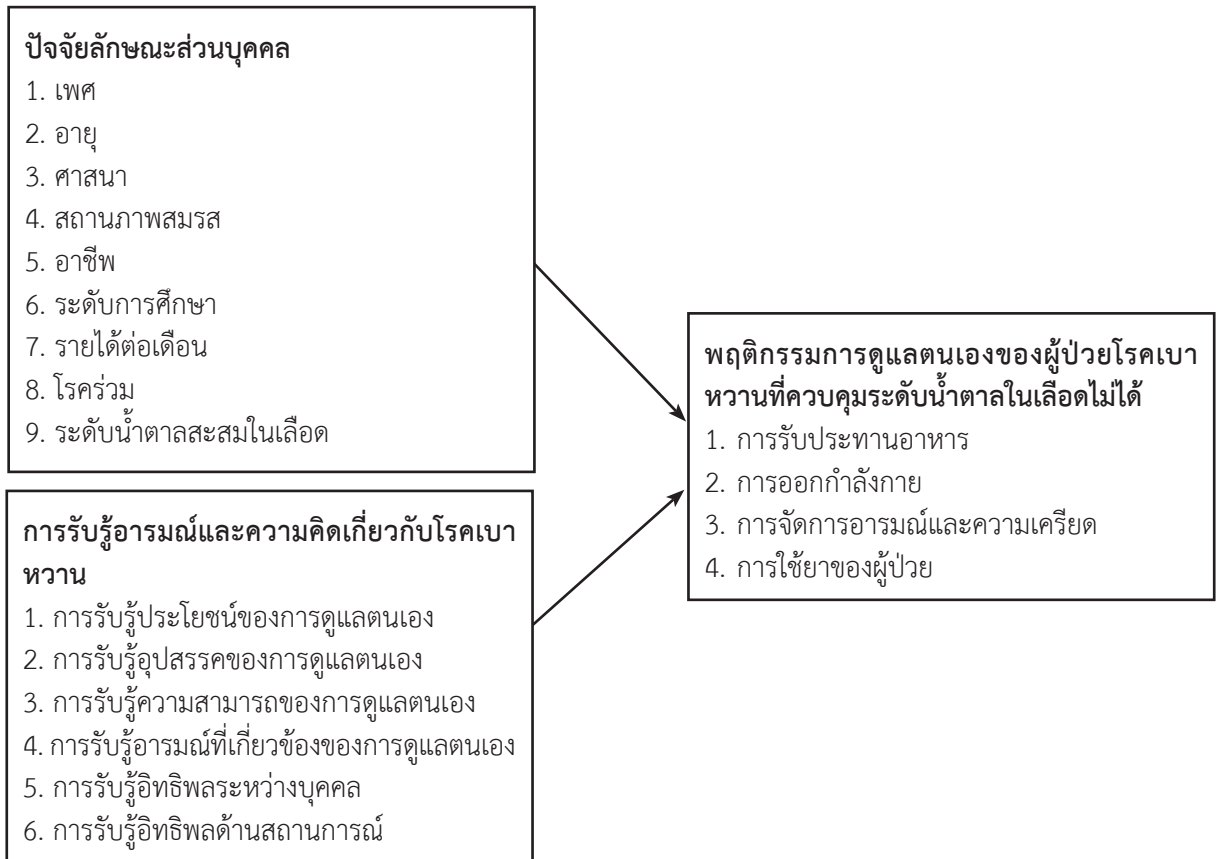 ปัจจัยลักษณะส่วนบุคคล
1. เพศ
2. อายุ
3. ศาสนา
4. สถานภาพสมรส
5. อาชีพ
6. ระดับการศึกษา
7. รายได้ต่อเดือน
8. โรคร่วม
9. ระดับน้ำตาลสะสมในเลือด
การรับรู้อารมณ์และความคิดเกี่ยวกับโรคเบา
หวาน
1. การรับรู้ประโยชน์ของการดูแลตนเอง
2. การรับรู้อุปสรรคของการดูแลตนเอง
3. การรับรู้ความสามารถของการดูแลตนเอง
4. การรับรู้อารมณ์ที่เกี่ยวข้องของการดูแลตนเอง
5. การรับรู้อิทธิพลระหว่างบุคคล
6. การรับรู้อิทธิพลด้านสถานการณ์
พฤติกรรมการดูแลตนเองของผู้ป่วยโรคเบา
หวานที่ควบคุมระดับน้ำตาลในเลือดไม่ได้
1. การรับประทานอาหาร
2. การออกกำลังกาย
3. การจัดการอารมณ์และความเครียด
4. การใช้ยาของผู้ป่วย